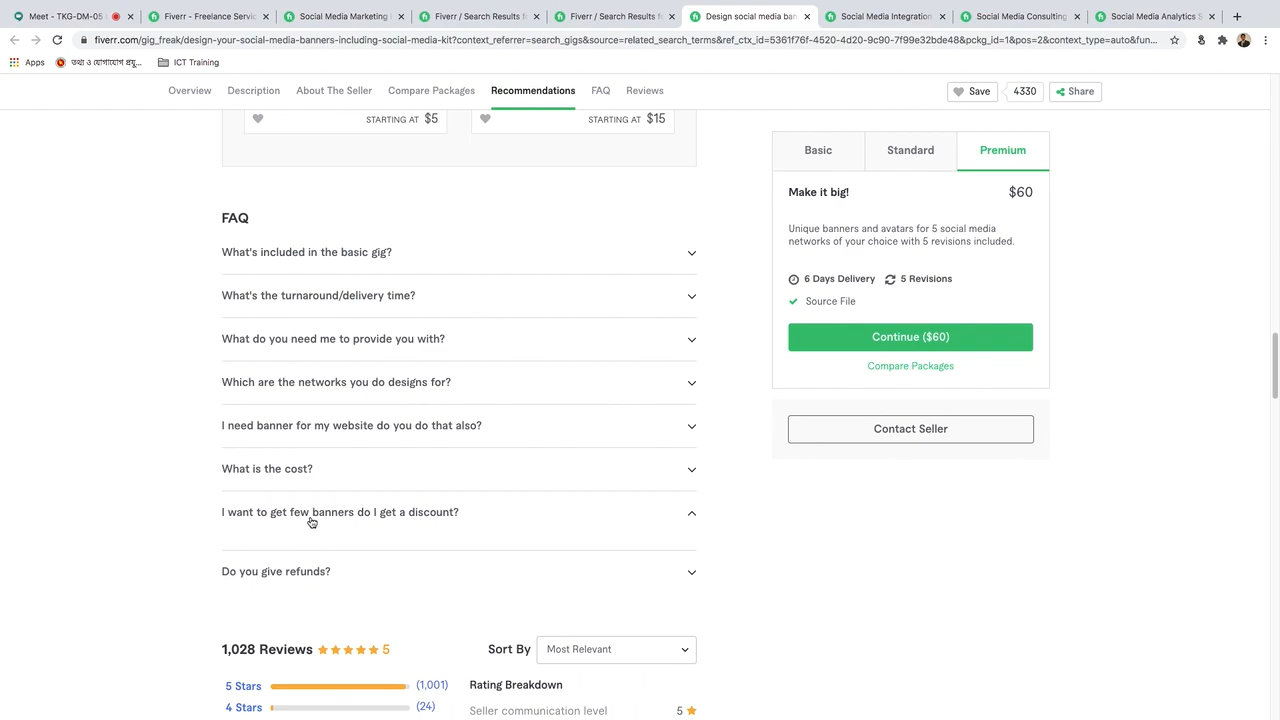 Meet - TKG-DM-05
Fiverr - Freelance Servic
Social Media Marketing
Fiverr / Search Results f
Fiverr / Search Results f
Design social media ban
Social Media Integration
Social Media Consulting
Social Media Analytics S
fiverr.com/gig_freak/design-your-social-media-banners-including-social-media-kit?context_referrer=search_gigs&source=related_search_terms&ref_ctx_id=5361f76f-4520-4d20-9c90-7f99e32bde48&pckg_id=1&pos=2&context_type=auto&fun...
Apps
তথ্য ও যোগাযোগ প্রযু...
ICT Training
Overview
Description
About The Seller
Compare Packages
Recommendations
FAQ
Reviews
Save
4330
Share
STARTING AT $5
STARTING AT $15
Basic
Standard
Premium
Make it big!
$60
Unique banners and avatars for 5 social media
networks of your choice with 5 revisions included.
6 Days Delivery
5 Revisions
Source File
Continue ($60)
Compare Packages
Contact Seller
FAQ
What's included in the basic gig?
What's the turnaround/delivery time?
What do you need me to provide you with?
Which are the networks you do designs for?
I need banner for my website do you do that also?
What is the cost?
I want to get few banners do I get a discount?
Do you give refunds?
1,028 Reviews
5
Sort By
Most Relevant
5 Stars
(1,001)
Rating Breakdown
4 Stars
(24)
Seller communication level
5